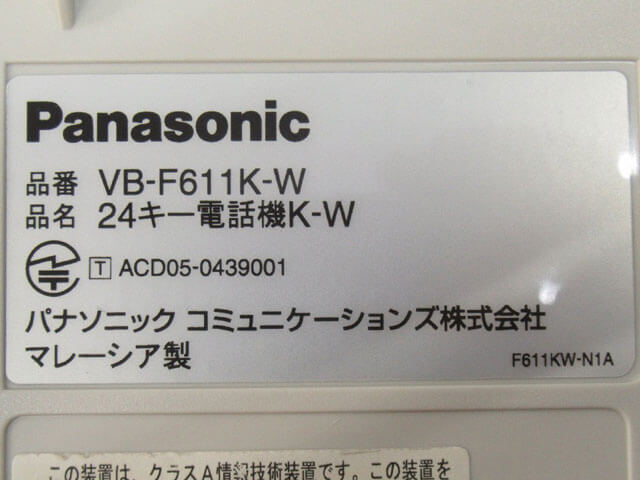 Panasonic
品番 VB-F611K-W
品名 24キー電話機K-W
T ACD05-0439001
パナソニック コミュニケーションズ株式会社
マレーシア製 F611KW-N1A
この装置は、クラスA情報技術装置です。この装置を